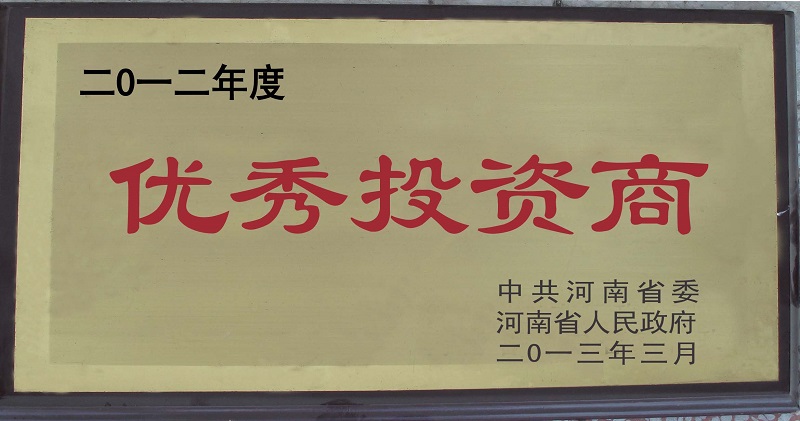 二0一二年度
优秀投资商
中共河南省委
河南省人民政府
二0一三年三月